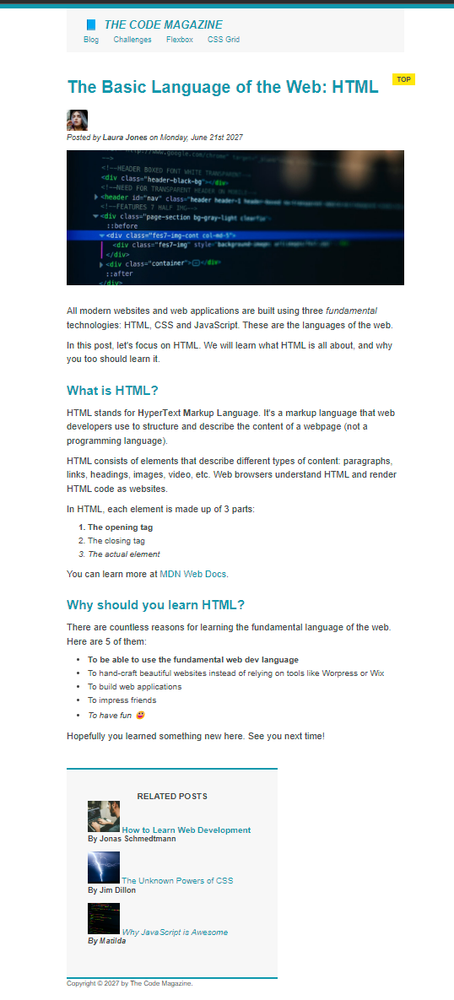 📘 THE CODE MAGAZINE
Blog Challenges Flexbox CSS Grid
The Basic Language of the Web: HTML
TOP
Posted by Laura Jones on Monday, June 21st 2027
-->
<!--HEADER BOXED FONT WHITE TRANSPARENT
<div class="header-black-bg"></div>
<!--NEED FOR TRANSPARENT HEADER ON MOBILE
<header id="nav" class="header header-1
<!--FEATURES 7 HALF IMG-->
<div class="page-section bg-gray-light clearfix">
::before
<div class="fes7-img-cont col-md-5">
<div class="fes7-img" style=
</div>
<div class="container"></div>
::after
</div>
All modern websites and web applications are built using three fundamental
technologies: HTML, CSS and JavaScript. These are the languages of the web.
In this post, let's focus on HTML. We will learn what HTML is all about, and why
you too should learn it.
What is HTML?
HTML stands for HyperText Markup Language. It's a markup language that web
developers use to structure and describe the content of a webpage (not a
programming language).
HTML consists of elements that describe different types of content: paragraphs,
links, headings, images, video, etc. Web browsers understand HTML and render
HTML code as websites.
In HTML, each element is made up of 3 parts:
1. The opening tag
2. The closing tag
3. The actual element
You can learn more at MDN Web Docs.
Why should you learn HTML?
There are countless reasons for learning the fundamental language of the web.
Here are 5 of them:
• To be able to use the fundamental web dev language
• To hand-craft beautiful websites instead of relying on tools like Worpress or Wix
• To build web applications
• To impress friends
• To have fun 😃
Hopefully you learned something new here. See you next time!
RELATED POSTS
How to Learn Web Development
By Jonas Schmedtmann
The Unknown Powers of CSS
By Jim Dillon
Why JavaScript is Awesome
By Matilda
Copyright © 2027 by The Code Magazine.